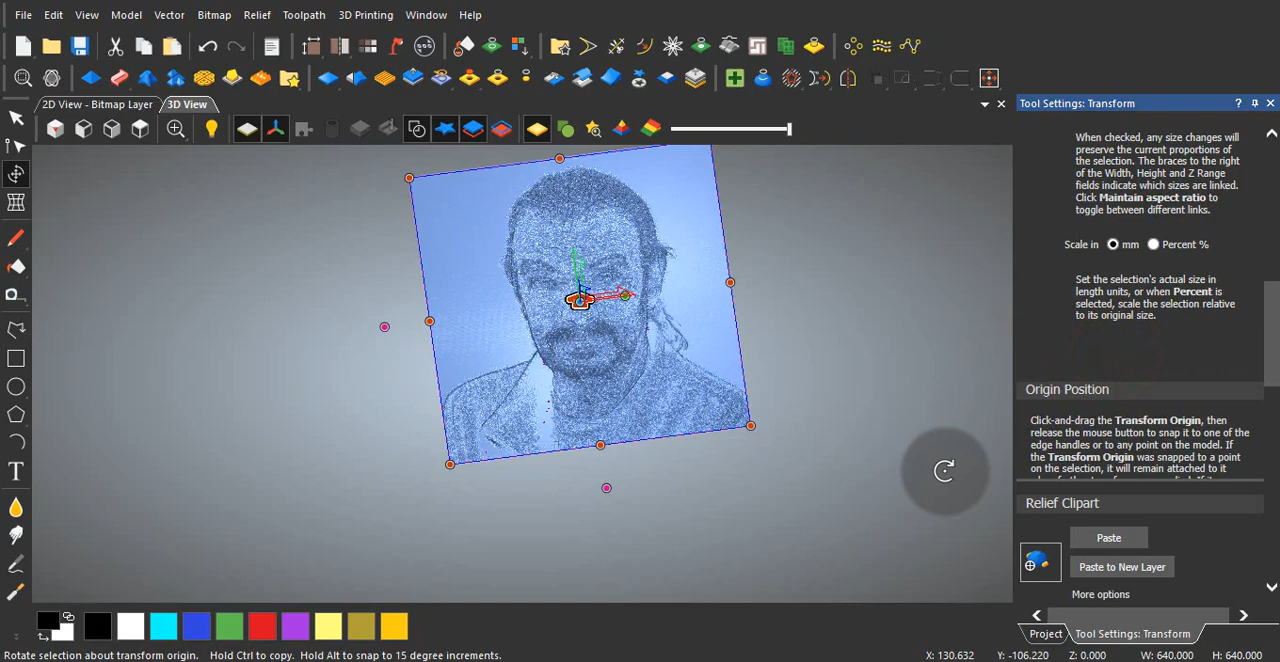 File Edit View Model Vector Bitmap Relief Toolpath 3D Printing Window Help
2D View - Bitmap Layer 3D View
Tool Settings: Transform ?
When checked, any size changes will
preserve the current proportions of
the selection. The braces to the right
of the Width, Height and Z Range
fields indicate which sizes are linked.
Click Maintain aspect ratio to
toggle between different links.
Scale in mm Percent %
Set the selection's actual size in
length units, or when Percent is
selected, scale the selection relative
to its original size.
Origin Position
Click-and-drag the Transform Origin, then
release the mouse button to snap it to one of the
edge handles or to any point on the model. If
the Transform Origin was snapped to a point
on the selection, it will remain attached to it
Relief Clipart
Paste
Paste to New Layer
More options
Project Tool Settings: Transform
T
Rotate selection about transform origin. Hold Ctrl to copy. Hold Alt to snap to 15 degree increments. X: 130.632 Y: -106.220 Z: 0.000 W: 640.000 H: 640.000